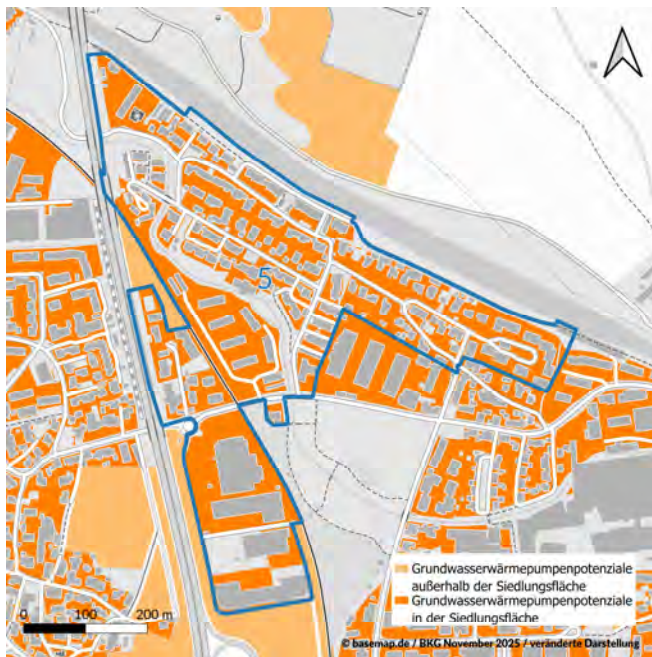 5
Grundwasserwärmepumpenpotenziale
außerhalb der Siedlungsfläche
Grundwasserwärmepumpenpotenziale
in der Siedlungsfläche
0 100 200 m
© basemap.de / BKG November 2025 / veränderte Darstellung